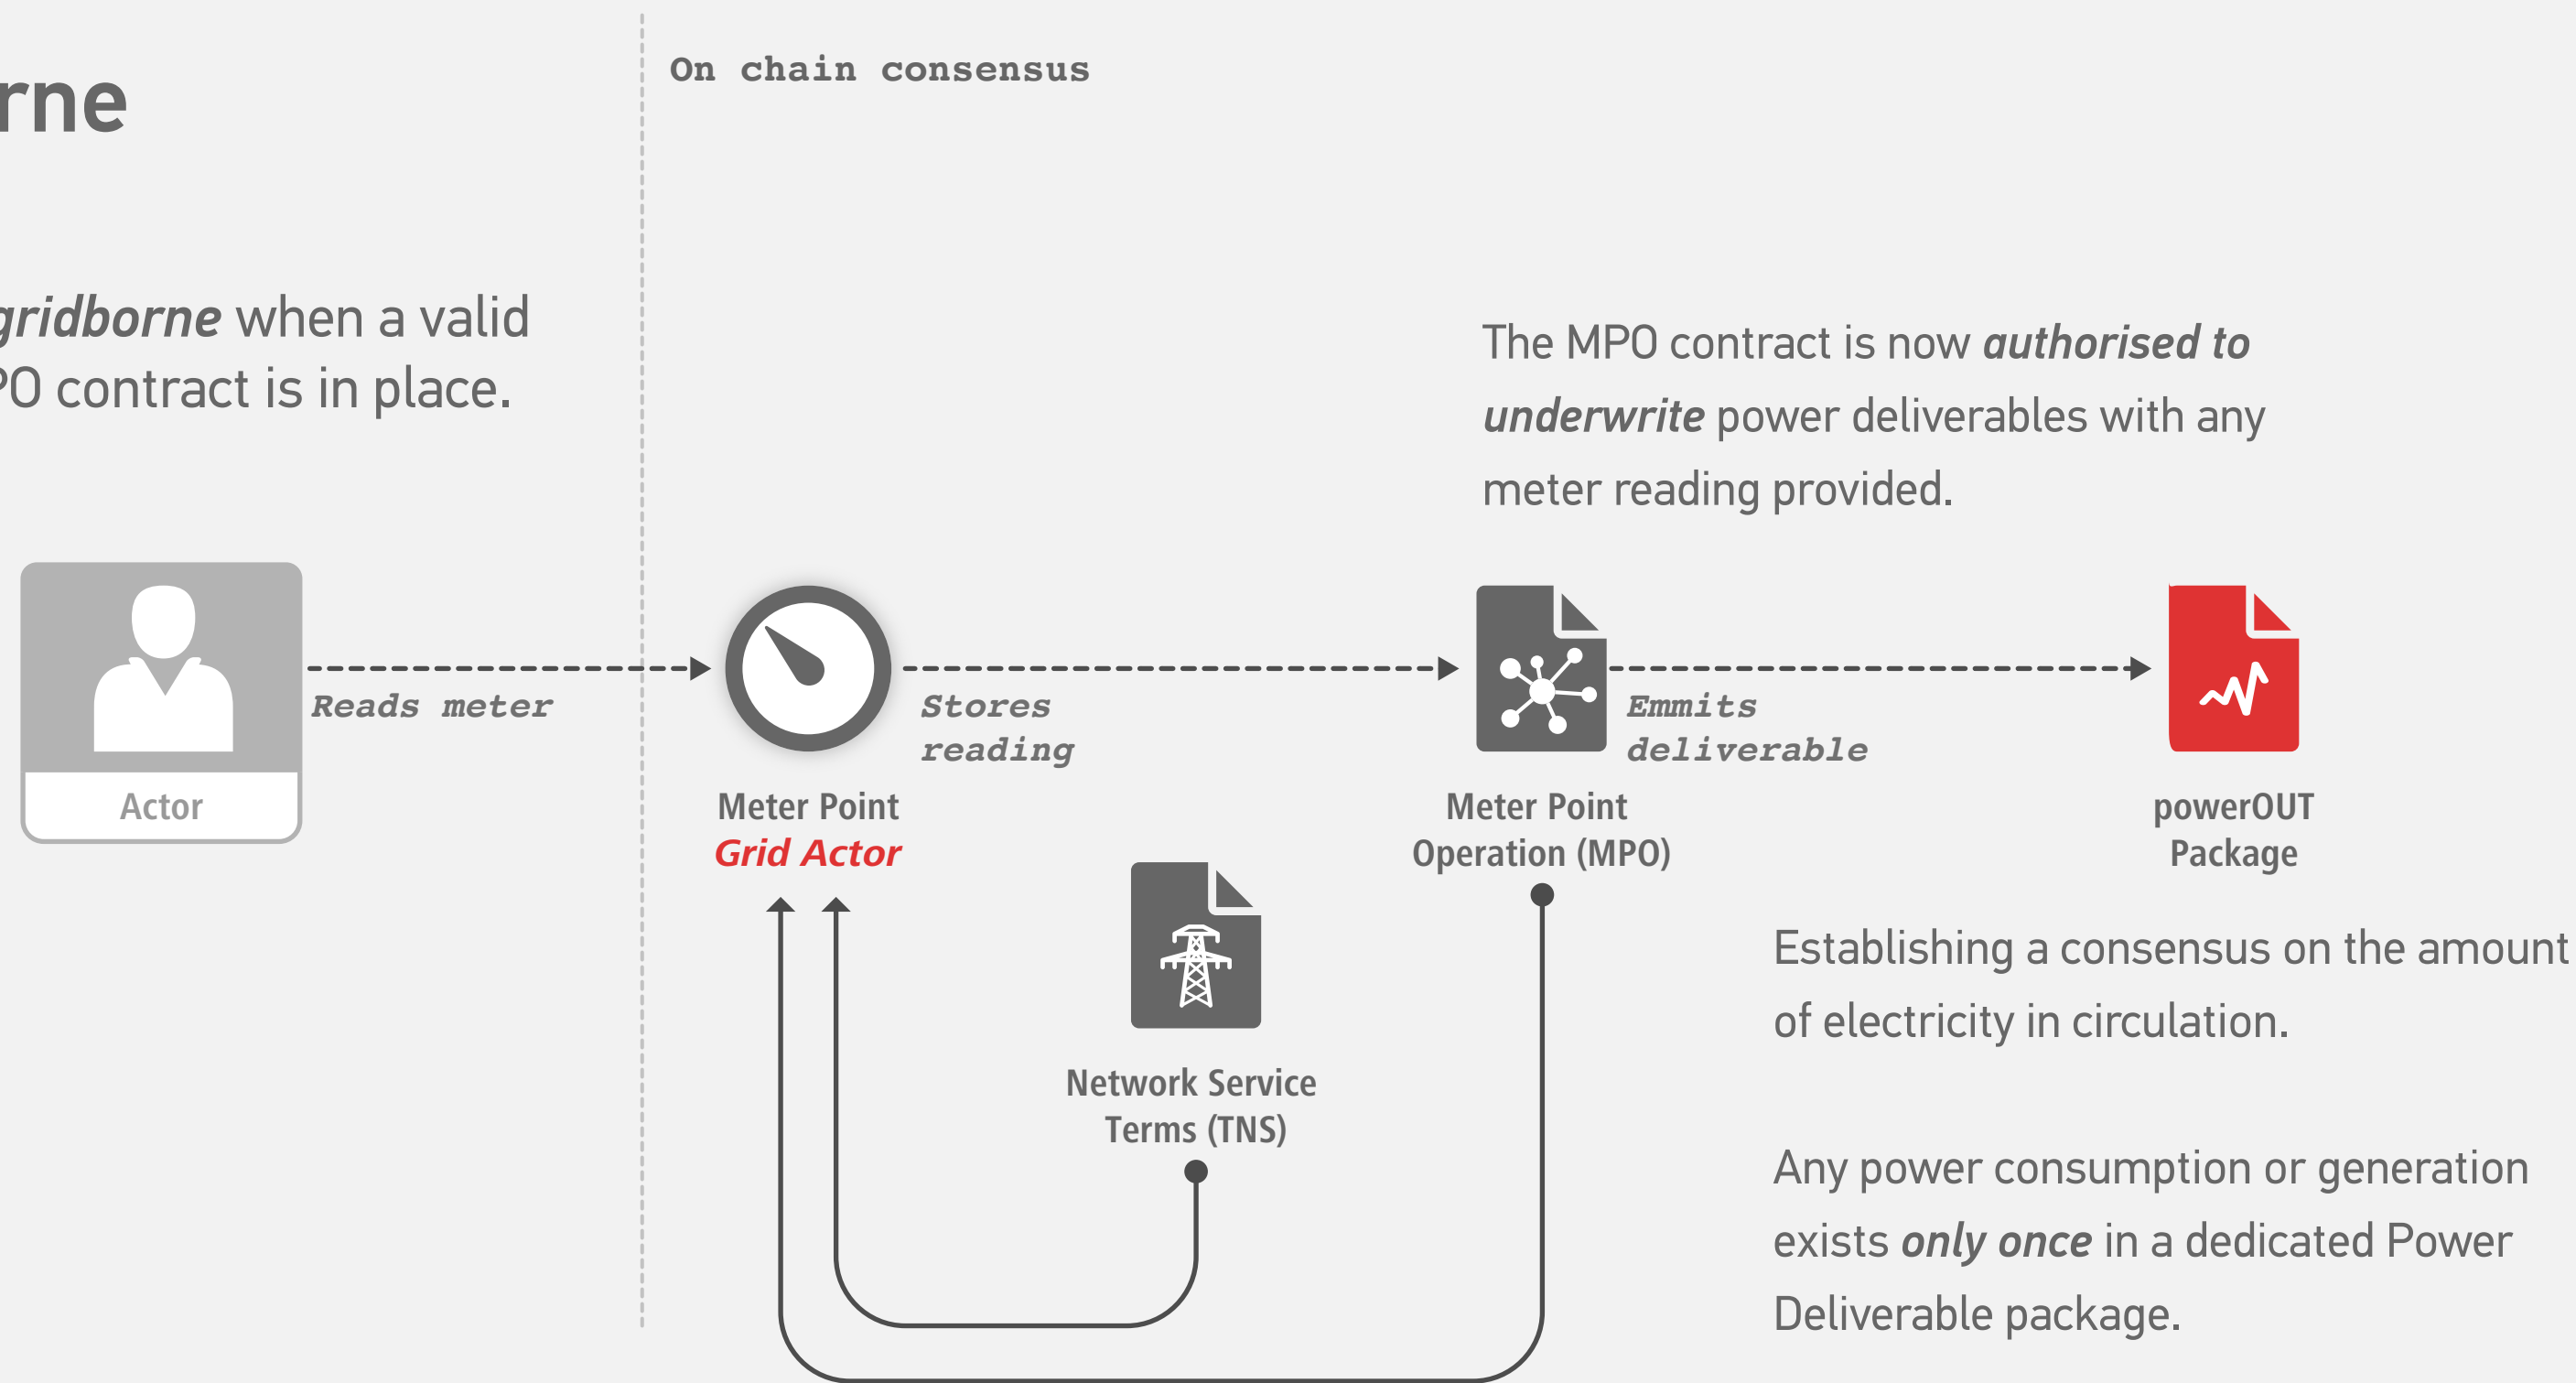 On chain consensus
rne
gridborne when a valid
PO contract is in place.
The MPO contract is now authorised to
underwrite power deliverables with any
meter reading provided.
Reads meter
Stores
reading
Emmits
deliverable
Actor
Meter Point
Grid Actor
Meter Point
Operation (MPO)
powerOUT
Package
Network Service
Terms (TNS)
Establishing a consensus on the amount
of electricity in circulation.
Any power consumption or generation
exists only once in a dedicated Power
Deliverable package.